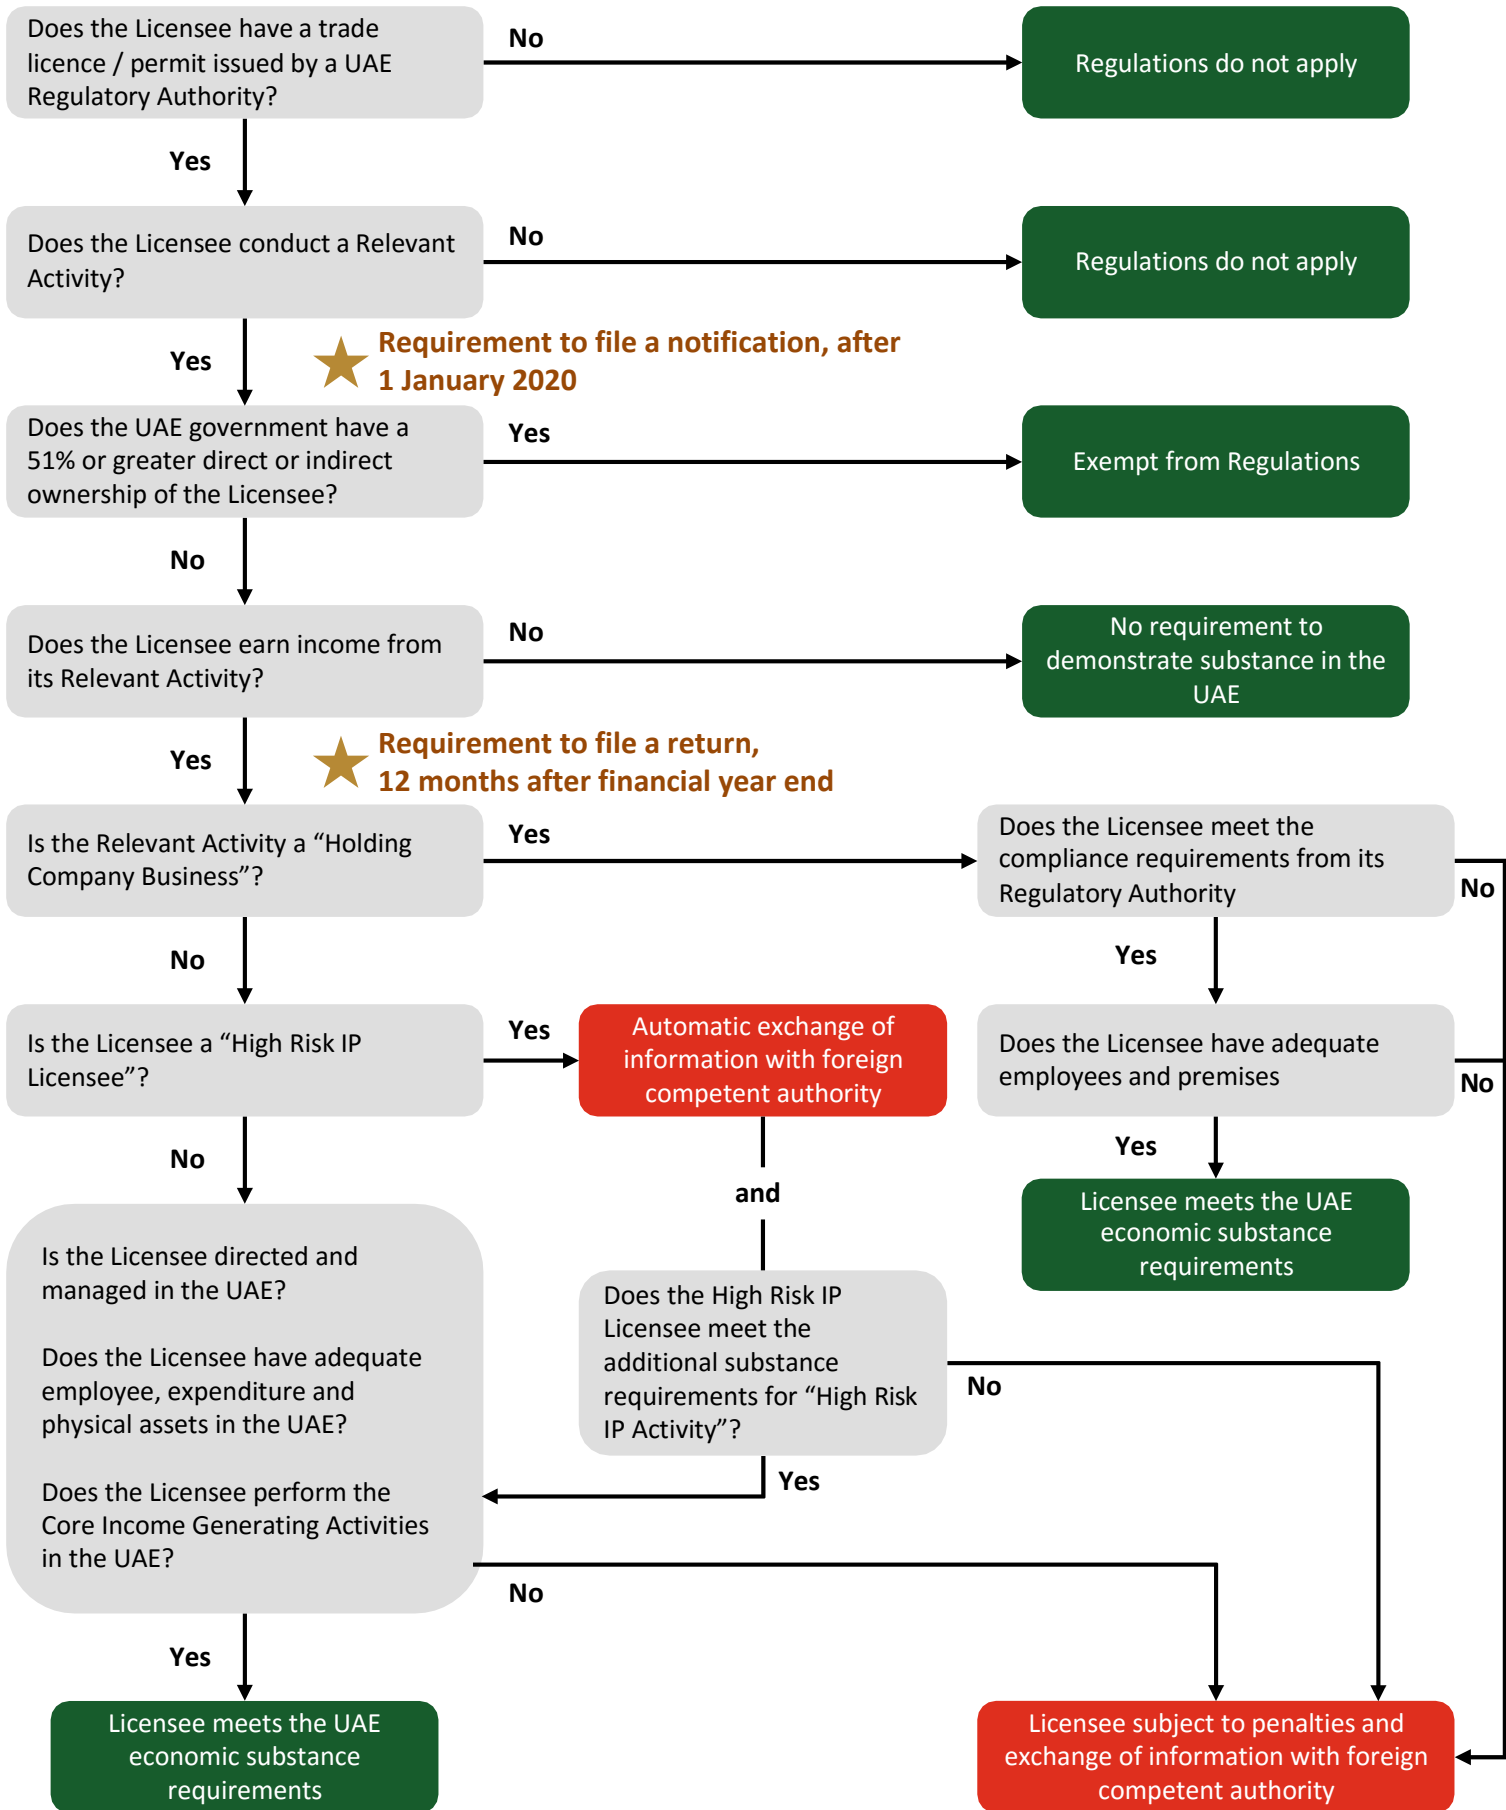 Does the Licensee have a trade
licence / permit issued by a UAE
Regulatory Authority?
No
Regulations do not apply
Yes
Does the Licensee conduct a Relevant
Activity?
No
Regulations do not apply
Yes
Requirement to file a notification, after
1 January 2020
Does the UAE government have a
51% or greater direct or indirect
ownership of the Licensee?
Yes
Exempt from Regulations
No
Does the Licensee earn income from
its Relevant Activity?
No
No requirement to
demonstrate substance in the
UAE
Yes
Requirement to file a return,
12 months after financial year end
Is the Relevant Activity a “Holding
Company Business”?
Yes
Does the Licensee meet the
compliance requirements from its
Regulatory Authority
No
Yes
No
Is the Licensee a “High Risk IP
Licensee”?
Yes
Automatic exchange of
information with foreign
competent authority
Does the Licensee have adequate
employees and premises
No
Yes
Licensee meets the UAE
economic substance
requirements
No
and
Does the High Risk IP
Licensee meet the
additional substance
requirements for “High Risk
IP Activity”?
No
Yes
Is the Licensee directed and
managed in the UAE?
Does the Licensee have adequate
employee, expenditure and
physical assets in the UAE?
Does the Licensee perform the
Core Income Generating Activities
in the UAE?
No
Yes
Licensee meets the UAE
economic substance
requirements
Licensee subject to penalties and
exchange of information with foreign
competent authority